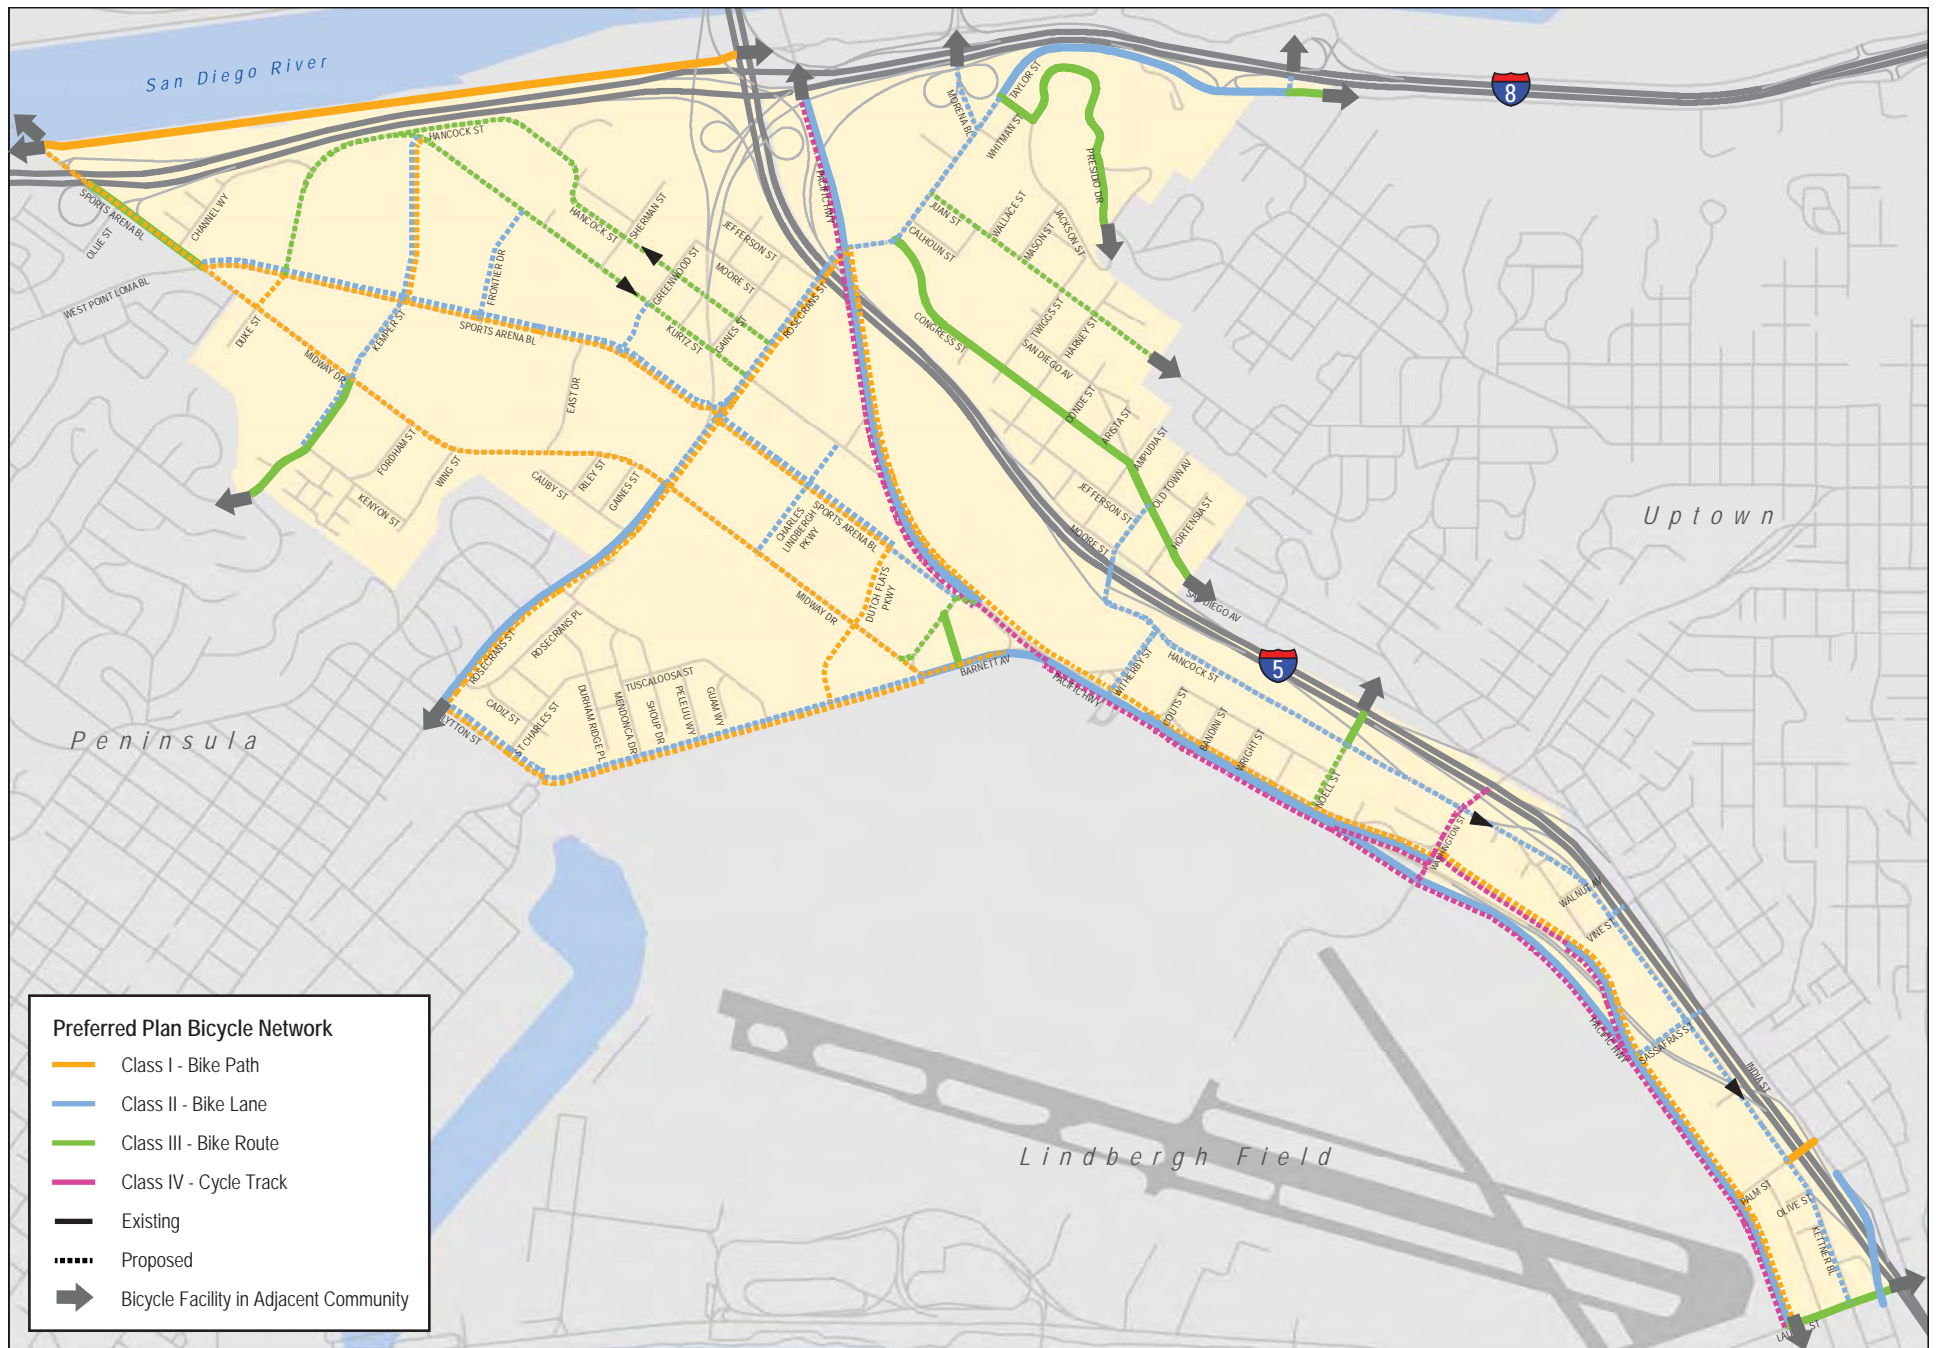 San Diego River
8
HANCOCK ST
TAYLOR ST
MORENA BL
WHITMAN ST
PRESIDIO DR
SPORTS ARENA BL
OLLIE ST
CHANNEL WY
WEST POINT LOMA BL
PACIFIC HWY
HANCOCK ST
SHERMAN ST
JEFFERSON ST
MOORE ST
GREENWOOD ST
JUAN ST
CALHOUN ST
WALLACE ST
MASON ST
JACKSON ST
FRONTIER DR
KURTZ ST
GAINES ST
ROSECRANS ST
DUKE ST
KEMPER ST
SPORTS ARENA BL
MIDWAY DR
EAST DR
CONGRESS ST
TWIGGS ST
SAN DIEGO AV
HARNEY ST
CONDE ST
ARISTA ST
AMPUDIA ST
OLD TOWN AV
JEFFERSON ST
HORTENSIA ST
MOORE ST
SAN DIEGO AV
FORDHAM ST
WING ST
KENYON ST
CAUBY ST
RILEY ST
GAINES ST
CHARLES
LINDBERGH
PKWY
SPORTS ARENA BL
DUTCH FLATS
PKWY
MIDWAY DR
Uptown
ROSECRANS ST
ROSECRANS PL
BARNETT AV
PACIFIC HWY
WITHERBY ST
HANCOCK ST
5
COUTS ST
BANDINI ST
WRIGHT ST
NOELL ST
WASHINGTON ST
TUSCALOOSA ST
CADIZ ST
ST CHARLES ST
DURHAM RIDGE PL
MENDONCA DR
SHOUP DR
PELELIU WY
GUAM WY
LYTTON ST
Peninsula
WALNUT AV
VINE ST
PACIFIC HWY
SASSAFRAS ST
INDIA ST
Lindbergh Field
PALM ST
OLIVE ST
KETTNER BL
Preferred Plan Bicycle Network
Class I - Bike Path
Class II - Bike Lane
Class III - Bike Route
Class IV - Cycle Track
Existing
Proposed
Bicycle Facility in Adjacent Community